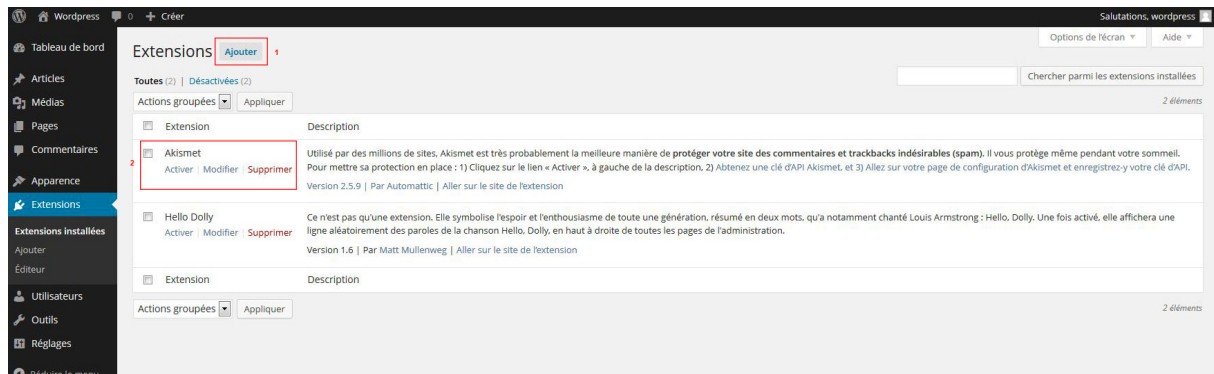 Wordpress 0 + Créer Salutations, wordpress
Options de l'écran Aide
Tableau de bord
Articles
Médias
Pages
Commentaires
Apparence
Extensions
Extensions installées
Ajouter
Éditeur
Utilisateurs
Outils
Réglages
Réduire le menu
Extensions Ajouter 1
Toutes (2) | Désactivées (2)
Chercher parmi les extensions installées
Actions groupées Appliquer
2 éléments
Extension Description
2
Akismet
Activer | Modifier | Supprimer
Utilisé par des millions de sites, Akismet est très probablement la meilleure manière de protéger votre site des commentaires et trackbacks indésirables (spam). Il vous protège même pendant votre sommeil.
Pour mettre sa protection en place : 1) Cliquez sur le lien « Activer », à gauche de la description, 2) Abtenez une clé d'API Akismet, et 3) Allez sur votre page de configuration d'Akismet et enregistrez-y votre clé d'API.
Version 2.5.9 | Par Automattic | Aller sur le site de l'extension
Hello Dolly
Activer | Modifier | Supprimer
Ce n'est pas qu'une extension. Elle symbolise l'espoir et l'enthousiasme de toute une génération, résumé en deux mots, qu'a notamment chanté Louis Armstrong : Hello, Dolly. Une fois activé, elle affichera une
ligne aléatoirement des paroles de la chanson Hello, Dolly, en haut à droite de toutes les pages de l'administration.
Version 1.6 | Par Matt Mullenweg | Aller sur le site de l'extension
Extension Description
Actions groupées Appliquer
2 éléments